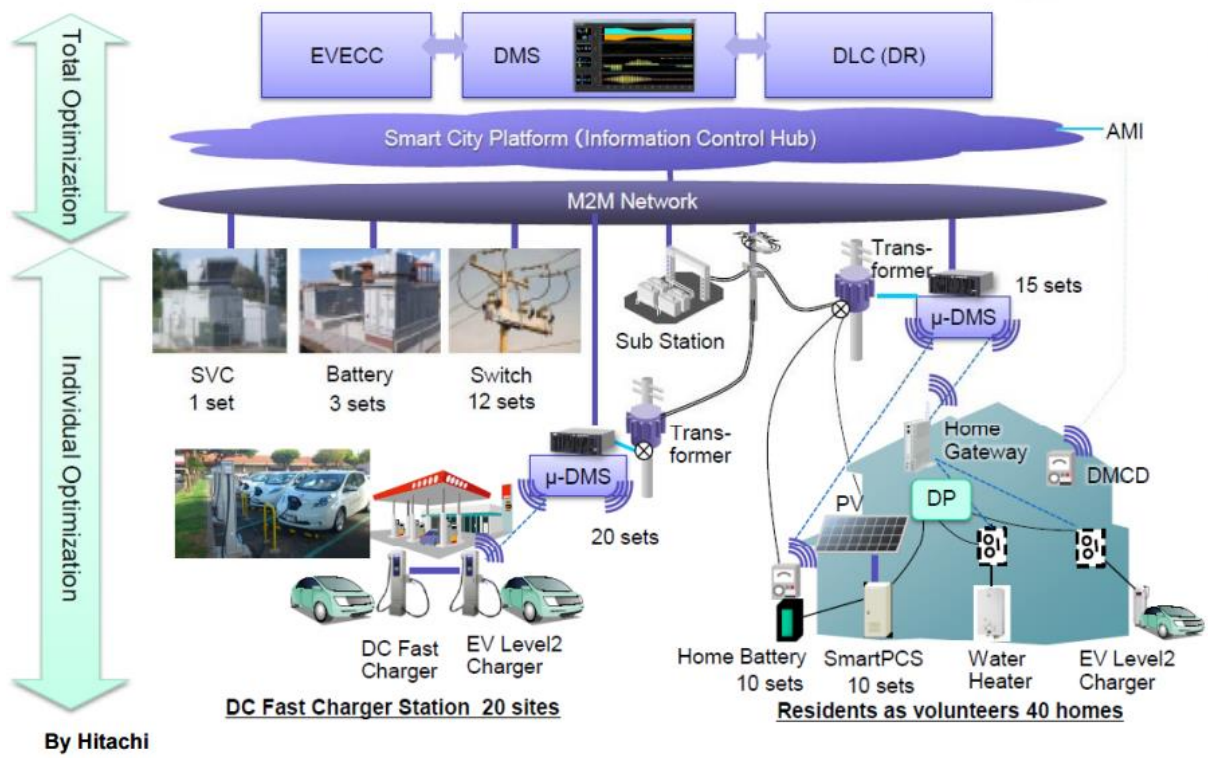 Total Optimization
EVECC
DMS
DLC (DR)
Smart City Platform (Information Control Hub)
AMI
M2M Network
Individual Optimization
SVC
1 set
Battery
3 sets
Switch
12 sets
Sub Station
Trans-
former
μ-DMS
15 sets
Trans-
former
μ-DMS
20 sets
Home
Gateway
DMCD
DP
PV
DC Fast
Charger
EV Level2
Charger
DC Fast Charger Station  20 sites
Home Battery
10 sets
SmartPCS
10 sets
Water
Heater
EV Level2
Charger
Residents as volunteers 40 homes
By Hitachi